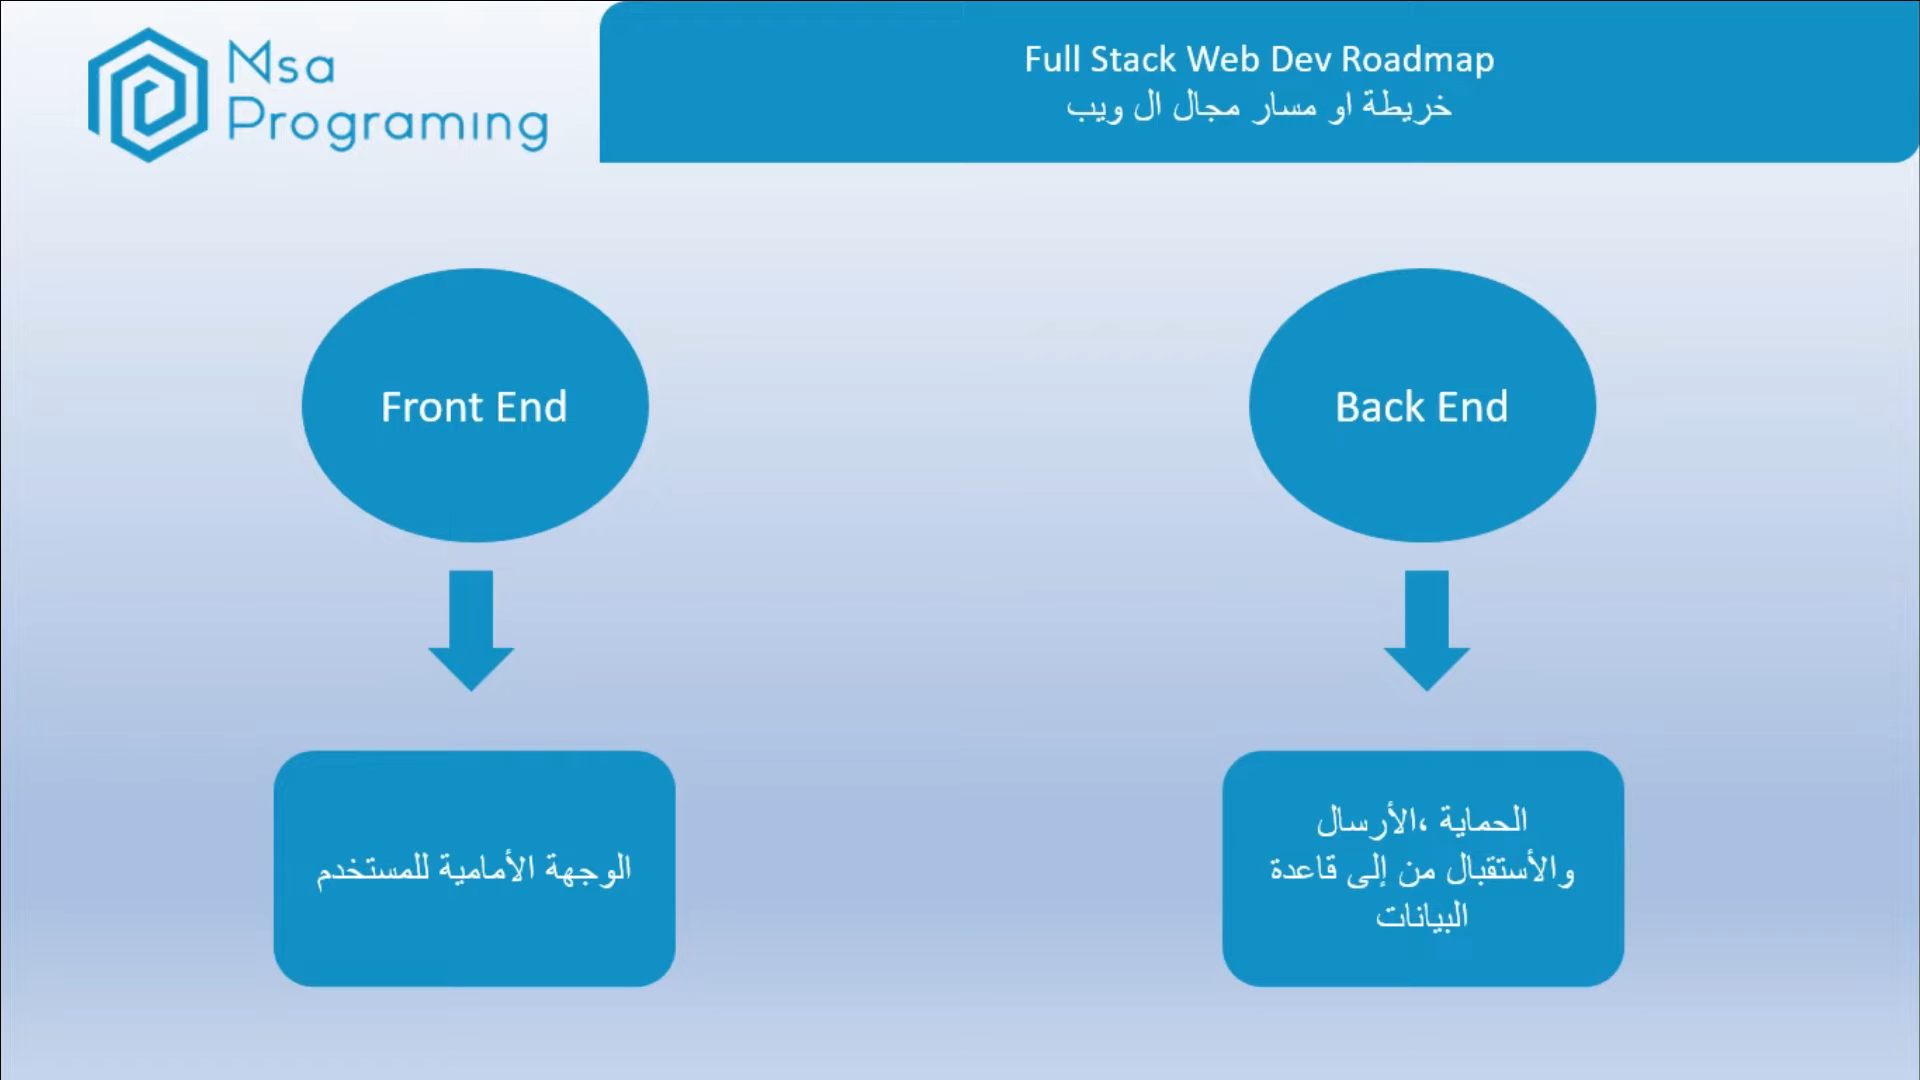 Msa
Programing
Full Stack Web Dev Roadmap
خريطة او مسار مجال ال ويب
Front End
Back End
الوجهة الأمامية للمستخدم
الحماية ،الأرسال
والأستقبال من إلى قاعدة
البيانات